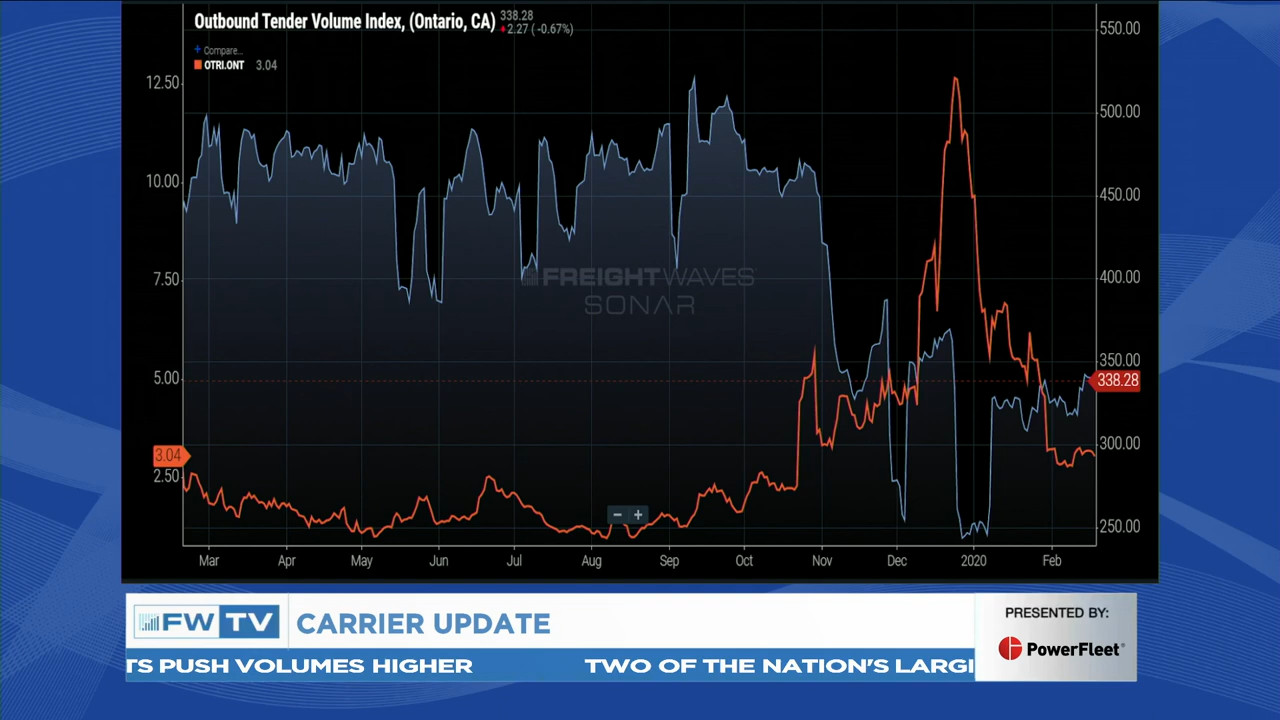 Outbound Tender Volume Index, (Ontario, CA) 338.28
2.27 ( -0.67%)
+ Compare...
OTRI.ONT 3.04
12.50
10.00
7.50
5.00
3.04
2.50
550.00
500.00
450.00
400.00
350.00
338.28
300.00
250.00
FREIGHTWAVES
SONAR
− +
Mar Apr May Jun Jul Aug Sep Oct Nov Dec 2020 Feb
FWTV CARRIER UPDATE
TS PUSH VOLUMES HIGHER TWO OF THE NATION'S LARG
PRESENTED BY:
PowerFleet